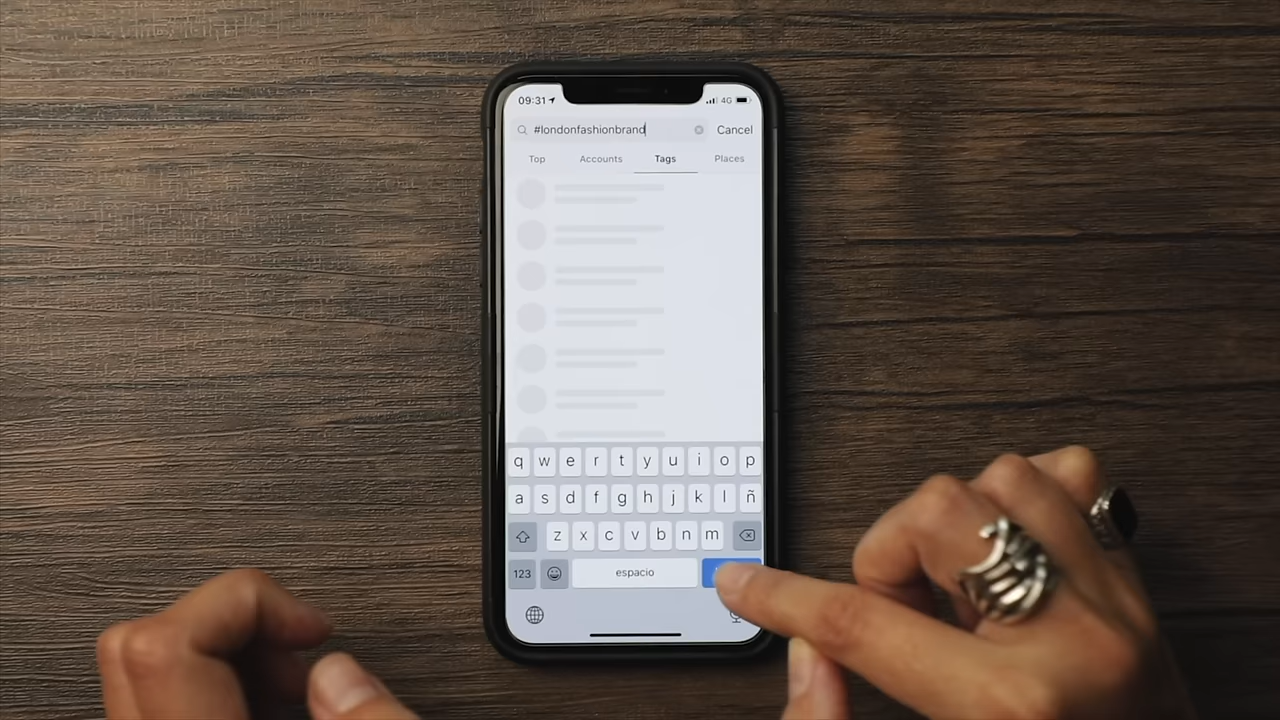 09:31 4G
#londonfashionbrand Cancel
Top Accounts Tags Places
q w e r t y u i o p
a s d f g h j k l ñ
z x c v b n m
123 espacio